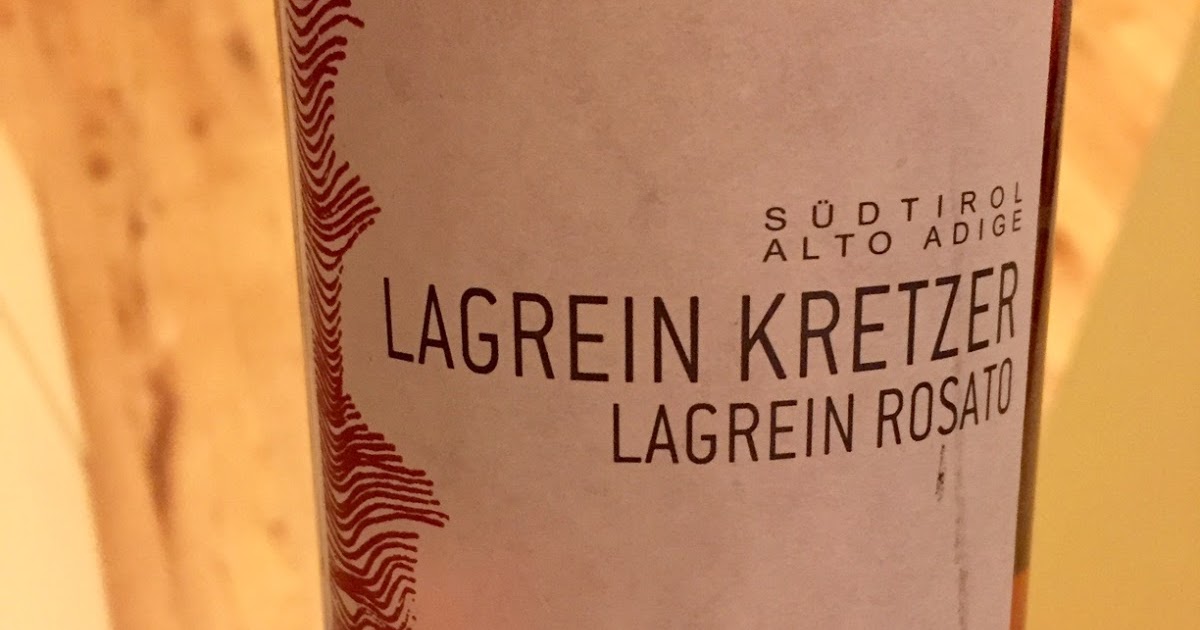 SÜDTIROL
ALTO ADIGE
LAGREIN KRETZER
LAGREIN ROSATO